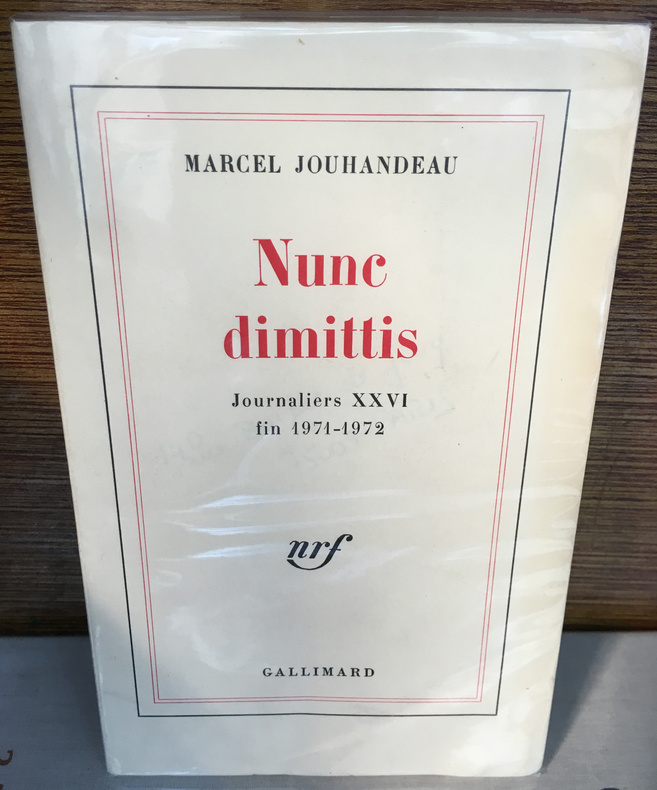 MARCEL JOUHANDEAU
Nunc
dimittis
Journaliers XXVI
fin 1971-1972
nrf
GALLIMARD